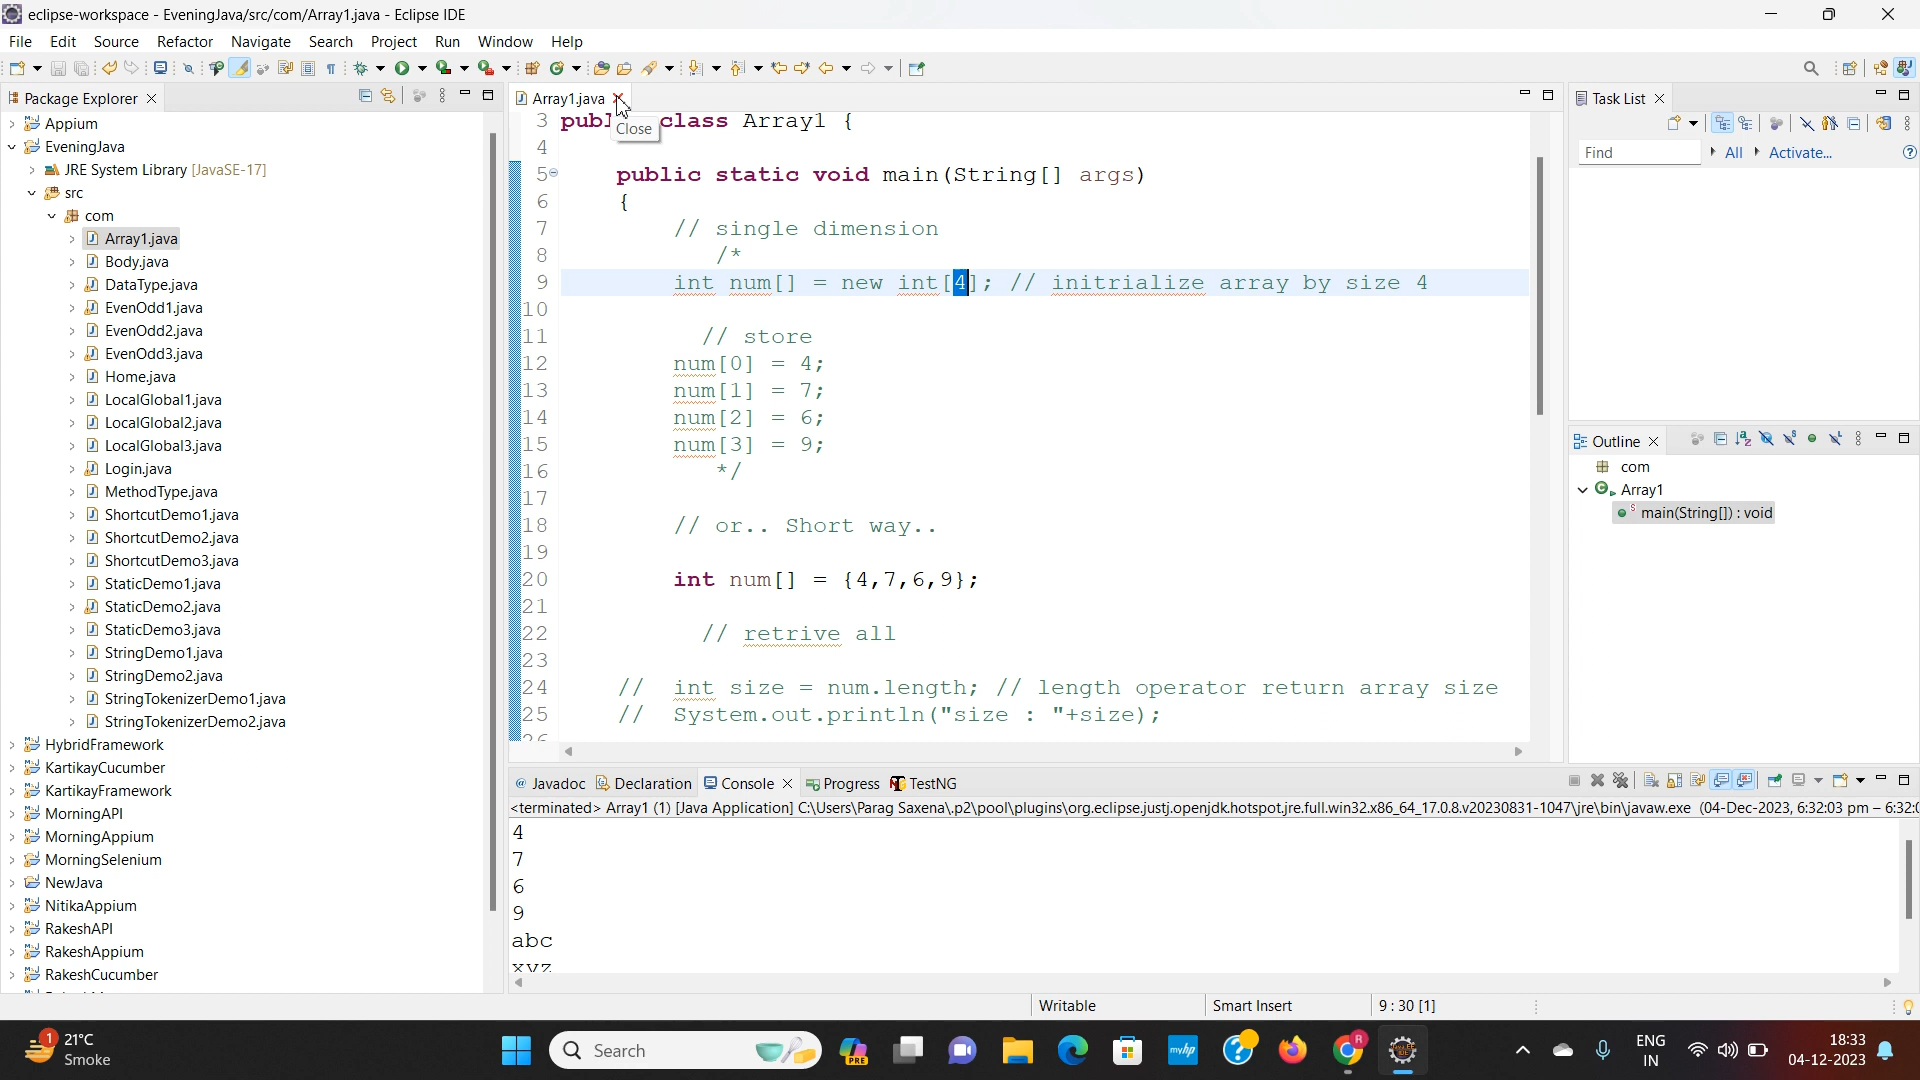 eclipse-workspace - EveningJava/src/com/Array1.java - Eclipse IDE
File Edit Source Refactor Navigate Search Project Run Window Help
Package Explorer
Appium
EveningJava
JRE System Library [JavaSE-17]
src
com
Array1.java
Body.java
DataType.java
EvenOdd1.java
EvenOdd2.java
EvenOdd3.java
Home.java
LocalGlobal1.java
LocalGlobal2.java
LocalGlobal3.java
Login.java
MethodType.java
ShortcutDemo1.java
ShortcutDemo2.java
ShortcutDemo3.java
StaticDemo1.java
StaticDemo2.java
StaticDemo3.java
StringDemo1.java
StringDemo2.java
StringTokenizerDemo1.java
StringTokenizerDemo2.java
HybridFramework
KartikayCucumber
KartikayFramework
MorningAPI
MorningAppium
MorningSelenium
NewJava
NitikaAppium
RakeshAPI
RakeshAppium
RakeshCucumber
Array1.java
Close
3 publ class Array1 {
4
5 public static void main(String[] args)
6 {
7 // single dimension
8 /*
9 int num[] = new int[4]; // initrialize array by size 4
10
11 // store
12 num[0] = 4;
13 num[1] = 7;
14 num[2] = 6;
15 num[3] = 9;
16 */
17
18 // or.. Short way..
19
20 int num[] = {4,7,6,9};
21
22 // retrive all
23
24 // int size = num.length; // length operator return array size
25 // System.out.println("size : "+size);
26
Task List
Find All Activate...
Outline
com
Array1
main(String[]) : void
Javadoc Declaration Console Progress TestNG
<terminated> Array1 (1) [Java Application] C:\Users\Parag Saxena\.p2\pool\plugins\org.eclipse.justj.openjdk.hotspot.jre.full.win32.x86_64_17.0.8.v20230831-1047\jre\bin\javaw.exe (04-Dec-2023, 6:32:03 pm – 6:32:0
4
7
6
9
abc
xyz
Writable Smart Insert 9 : 30 [1]
1
21°C
Smoke
Search
PRE
myhp
R
ENG
IN
18:33
04-12-2023